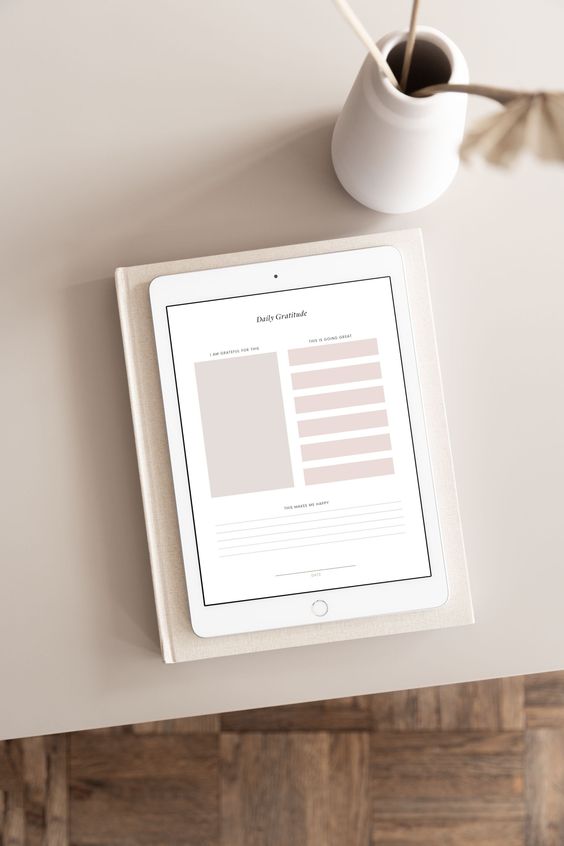 Daily Gratitude
I AM GRATEFUL FOR THIS
THIS IS GOING GREAT
THIS MAKES ME HAPPY
DATE